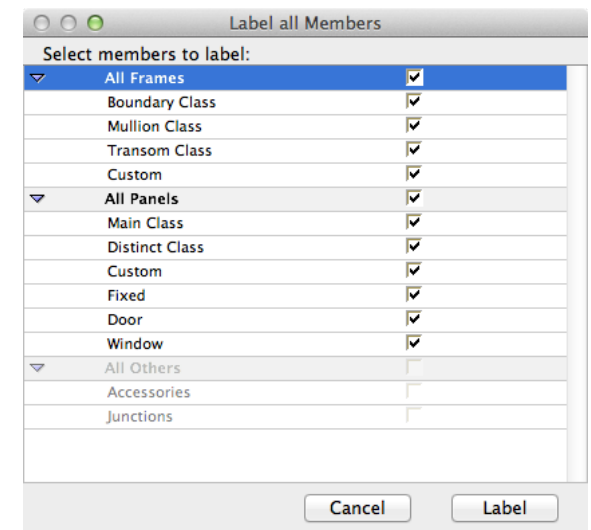 Label all Members
Select members to label:
All Frames
Boundary Class
Mullion Class
Transom Class
Custom
All Panels
Main Class
Distinct Class
Custom
Fixed
Door
Window
All Others
Accessories
Junctions
Cancel Label